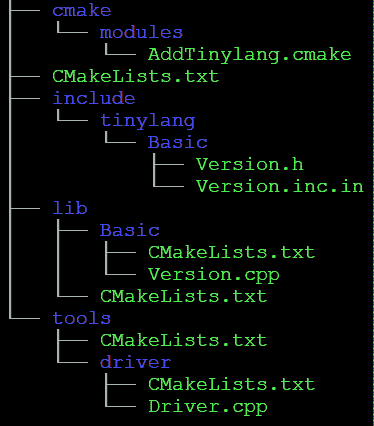 cmake
modules
AddTinylang.cmake
CMakeLists.txt
include
tinylang
Basic
Version.h
Version.inc.in
lib
Basic
CMakeLists.txt
Version.cpp
CMakeLists.txt
tools
CMakeLists.txt
driver
CMakeLists.txt
Driver.cpp